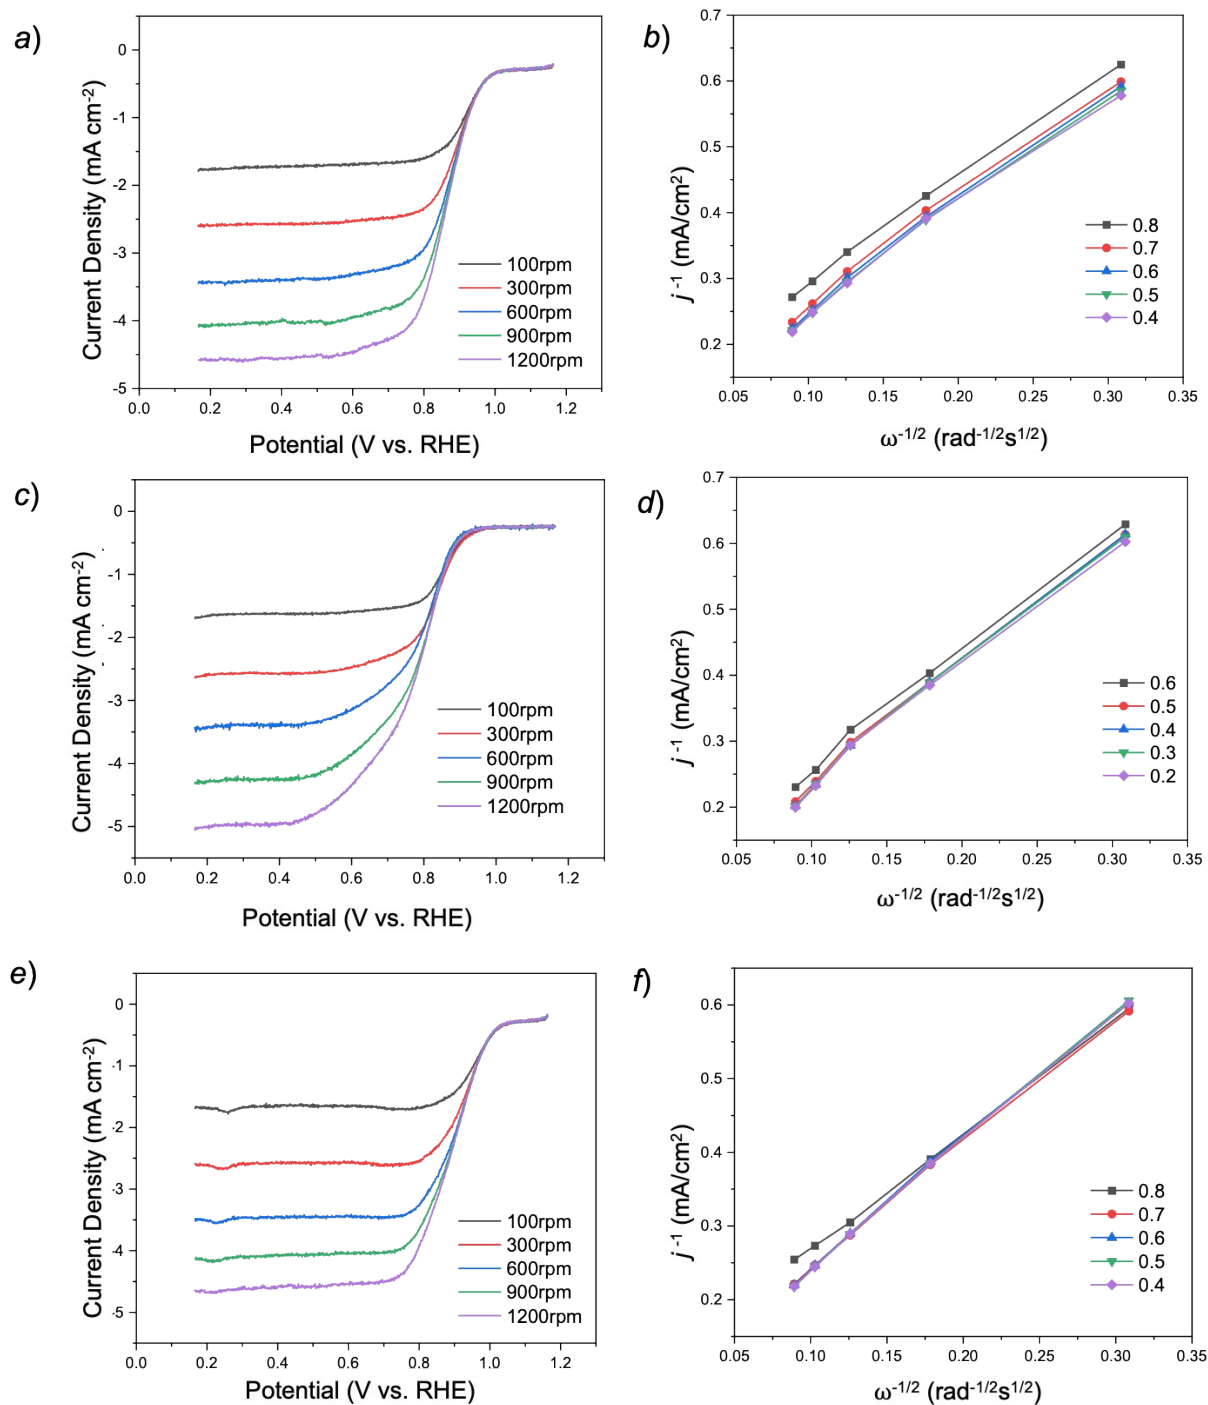 a)
0
-1
-2
-3
-4
-5
0.0 0.2 0.4 0.6 0.8 1.0 1.2
Current Density (mA cm-2)
Potential (V vs. RHE)
100rpm
300rpm
600rpm
900rpm
1200rpm
b)
0.7
0.6
0.5
0.4
0.3
0.2
0.05 0.10 0.15 0.20 0.25 0.30 0.35
j-1 (mA/cm2)
ω-1/2 (rad-1/2s1/2)
0.8
0.7
0.6
0.5
0.4
c)
0
-1
-2
-3
-4
-5
0.0 0.2 0.4 0.6 0.8 1.0 1.2
Current Density (mA cm-2)
Potential (V vs. RHE)
100rpm
300rpm
600rpm
900rpm
1200rpm
d)
0.7
0.6
0.5
0.4
0.3
0.2
0.05 0.10 0.15 0.20 0.25 0.30 0.35
j-1 (mA/cm2)
ω-1/2 (rad-1/2s1/2)
0.6
0.5
0.4
0.3
0.2
e)
0
-1
-2
-3
-4
-5
0.0 0.2 0.4 0.6 0.8 1.0 1.2
Current Density (mA cm-2)
Potential (V vs. RHE)
100rpm
300rpm
600rpm
900rpm
1200rpm
f)
0.6
0.5
0.4
0.3
0.2
0.05 0.10 0.15 0.20 0.25 0.30 0.35
j-1 (mA/cm2)
ω-1/2 (rad-1/2s1/2)
0.8
0.7
0.6
0.5
0.4